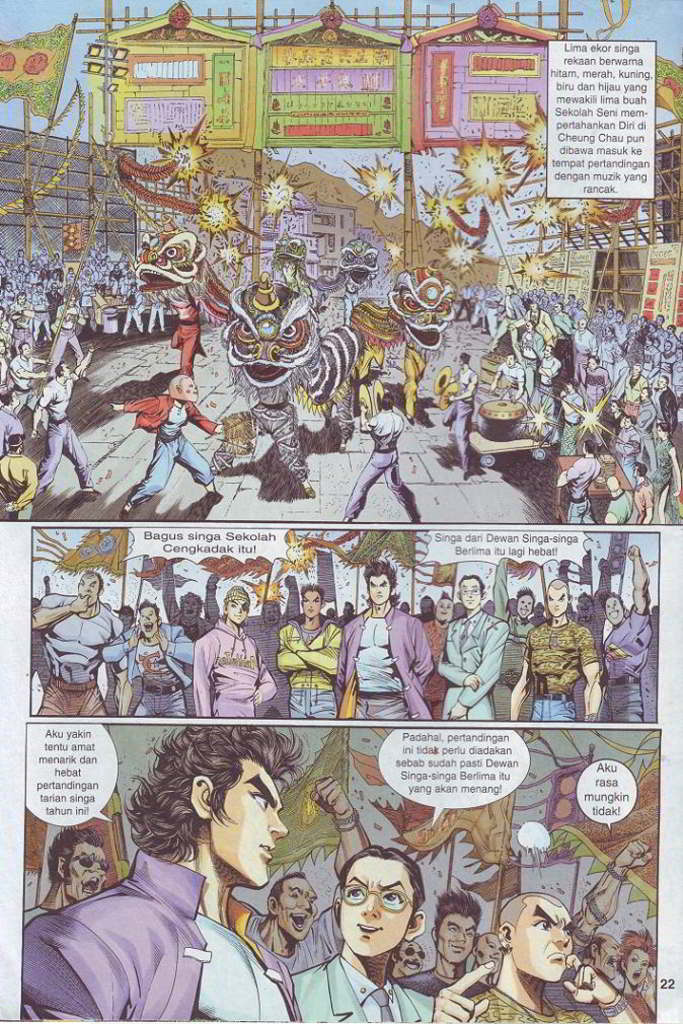 Lima ekor singa
rekaan berwarna
hitam, merah, kuning,
biru dan hijau yang
mewakili lima buah
Sekolah Seni mem-
pertahankan Diri di
Cheung Chau pun
dibawa masuk ke
tempat pertandingan
dengan muzik yang
rancak.
Bagus singa Sekolah
Cengkadak itu!
Singa dari Dewan Singa-singa
Berlima itu lagi hebat!
Aku yakin
tentu amat
menarik dan
hebat
pertandingan
tarian singa
tahun ini!
Padahal, pertandingan
ini tidak perlu diadakan
sebab sudah pasti Dewan
Singa-singa Berlima itu
yang akan menang!
Aku
rasa
mungkin
tidak!
22